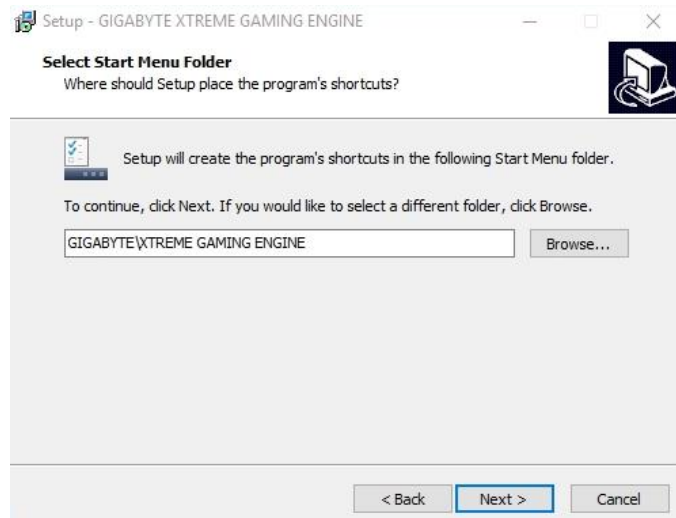 Setup - GIGABYTE XTREME GAMING ENGINE
Select Start Menu Folder
Where should Setup place the program's shortcuts?
Setup will create the program's shortcuts in the following Start Menu folder.
To continue, click Next. If you would like to select a different folder, click Browse.
GIGABYTE\XTREME GAMING ENGINE
Browse...
< Back
Next >
Cancel